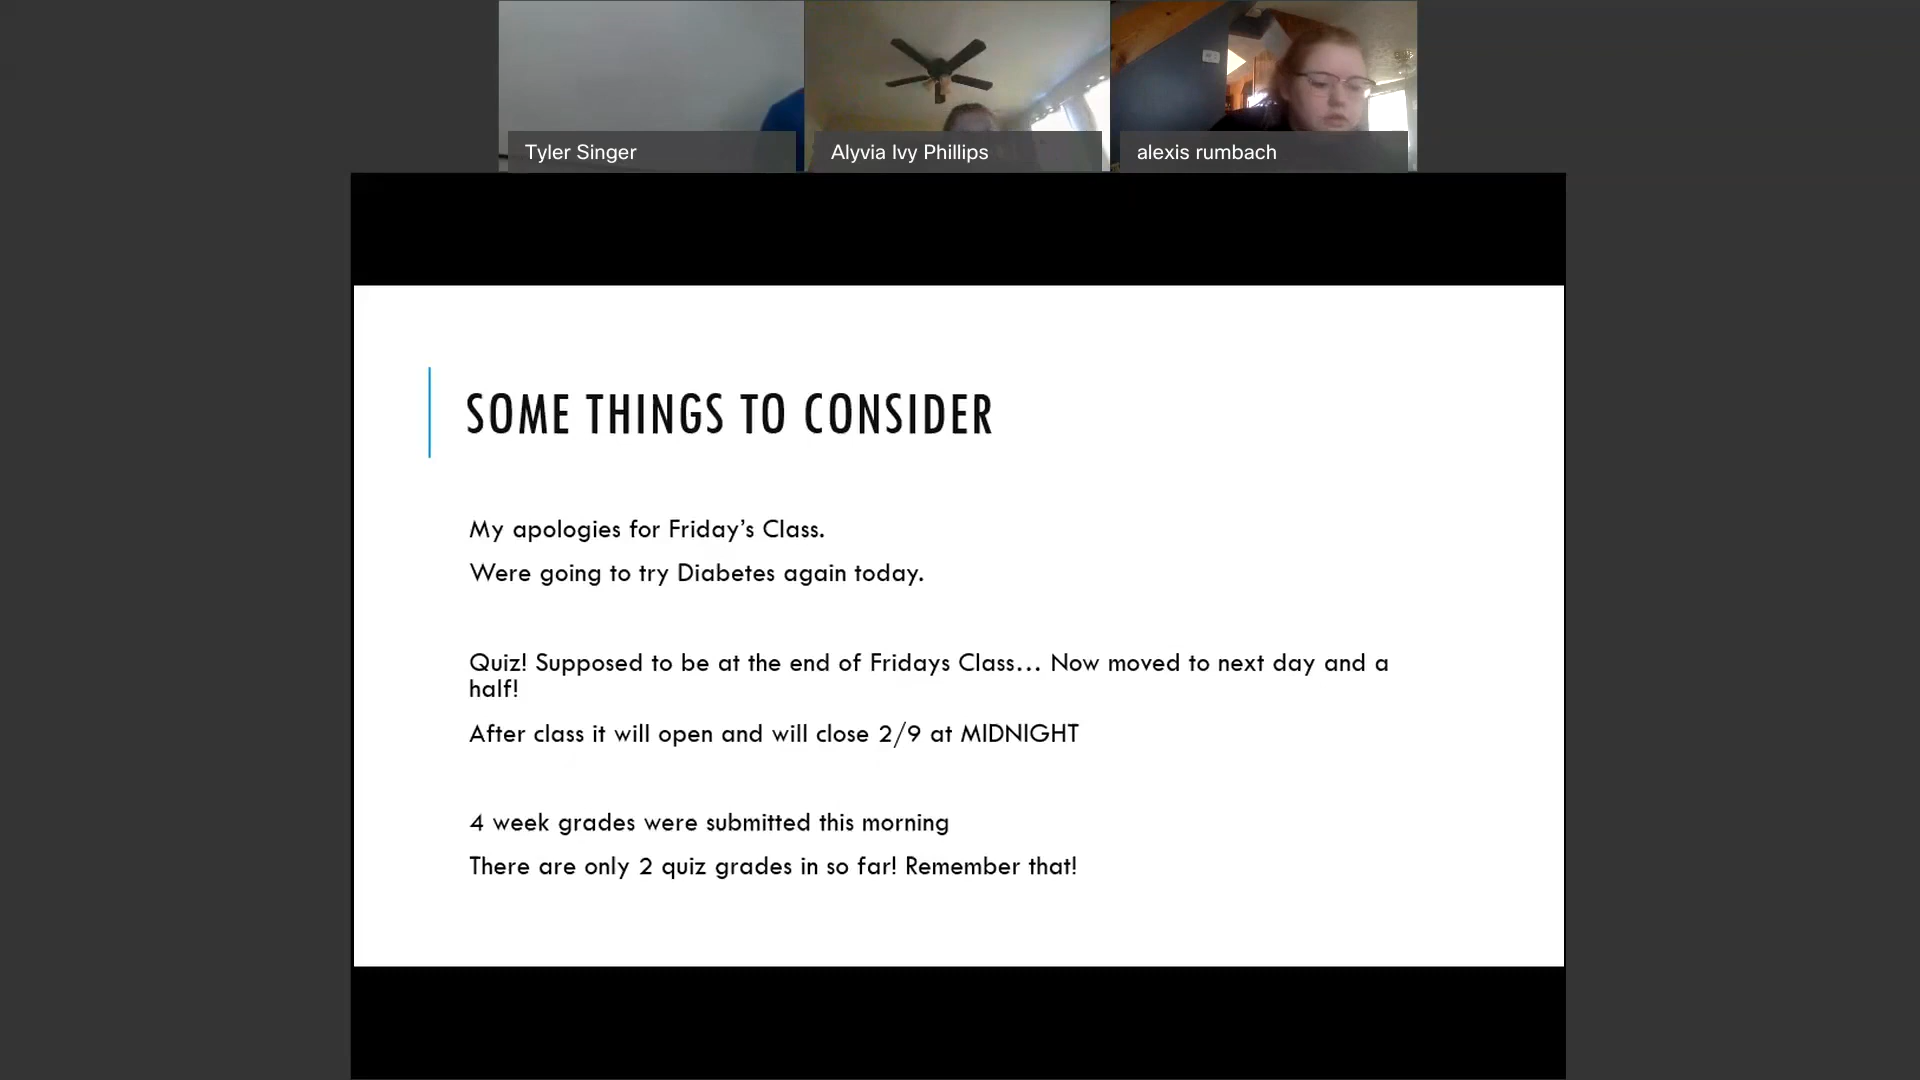 Tyler Singer
Alyvia Ivy Phillips
alexis rumbach
SOME THINGS TO CONSIDER
My apologies for Friday's Class.
Were going to try Diabetes again today.
Quiz! Supposed to be at the end of Fridays Class... Now moved to next day and a
half!
After class it will open and will close 2/9 at MIDNIGHT
4 week grades were submitted this morning
There are only 2 quiz grades in so far! Remember that!